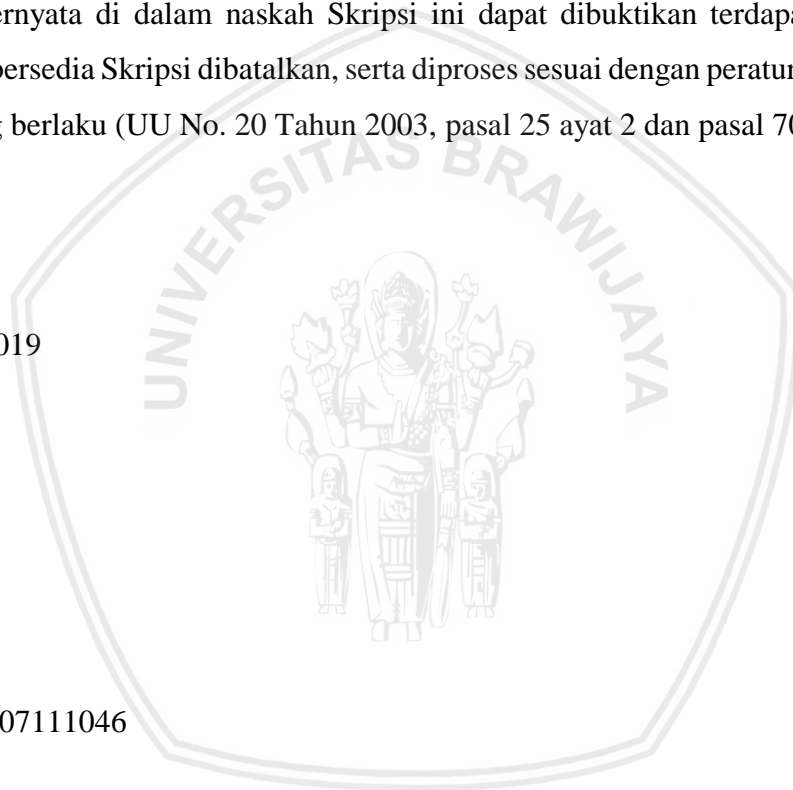 ernyata di dalam naskah Skripsi ini dapat dibuktikan terdapa
bersedia Skripsi dibatalkan, serta diproses sesuai dengan peratur
g berlaku (UU No. 20 Tahun 2003, pasal 25 ayat 2 dan pasal 70
UNIVERSITAS BRAWIJAYA
019
07111046